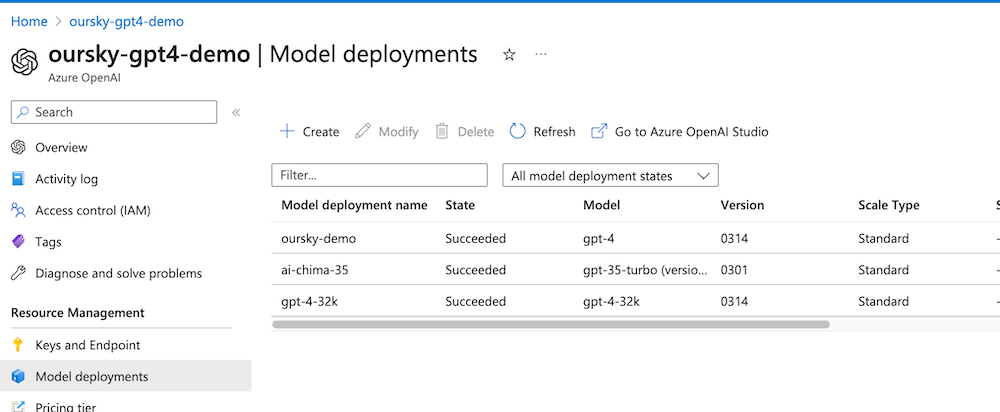 Home > oursky-gpt4-demo
oursky-gpt4-demo | Model deployments ☆ ···
Azure OpenAI
Search «
Overview
Activity log
Access control (IAM)
Tags
Diagnose and solve problems
Resource Management
Keys and Endpoint
Model deployments
Pricing tier
Create Modify Delete Refresh Go to Azure OpenAI Studio
Filter... All model deployment states
Model deployment name State Model Version Scale Type
oursky-demo Succeeded gpt-4 0314 Standard
ai-chima-35 Succeeded gpt-35-turbo (versio... 0301 Standard
gpt-4-32k Succeeded gpt-4-32k 0314 Standard